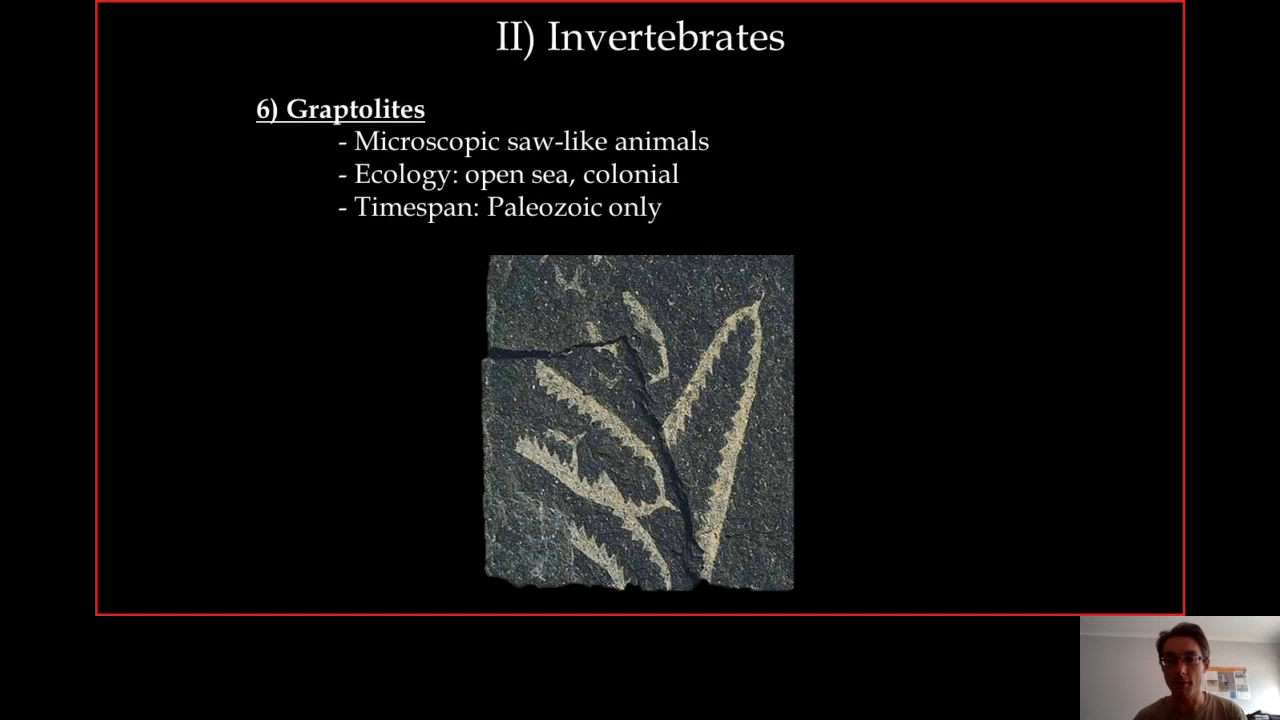 II) Invertebrates
6) Graptolites
- Microscopic saw-like animals
- Ecology: open sea, colonial
- Timespan: Paleozoic only